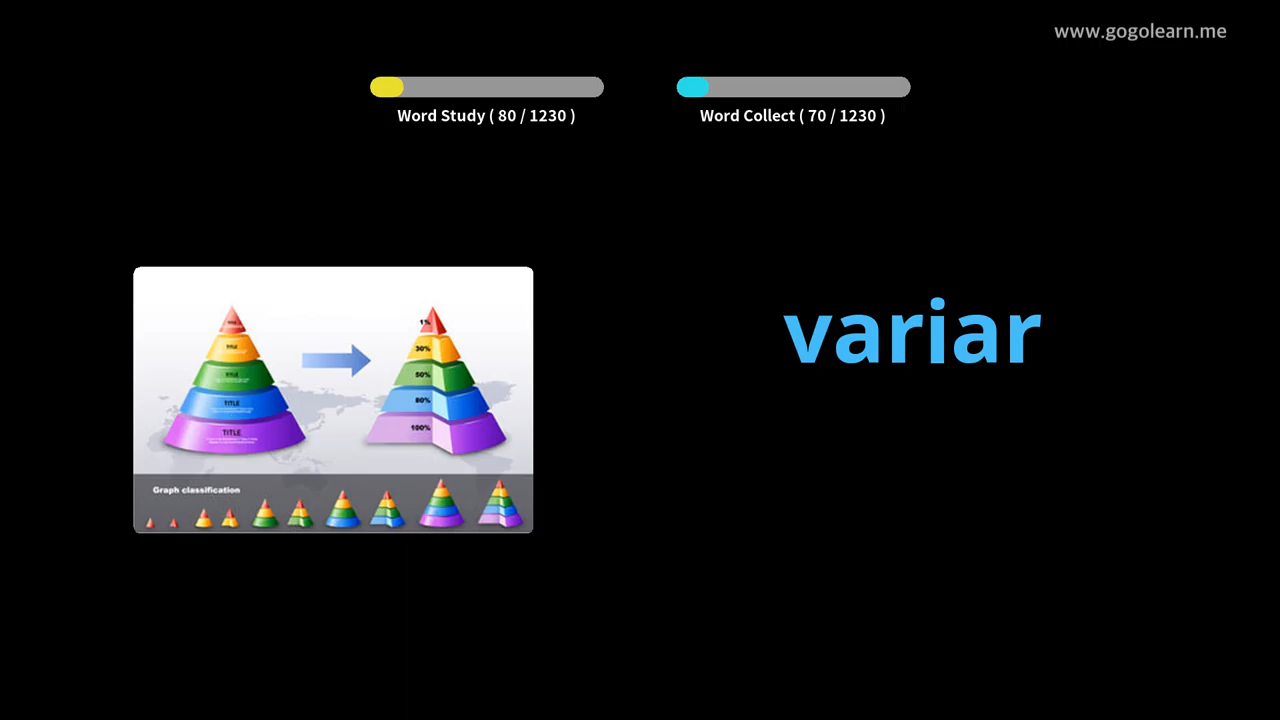 www.gogolearn.me
Word Study ( 80 / 1230 )
Word Collect ( 70 / 1230 )
variar
TITLE
TITLE
TITLE
TITLE
1%
30%
50%
80%
100%
Graph classification